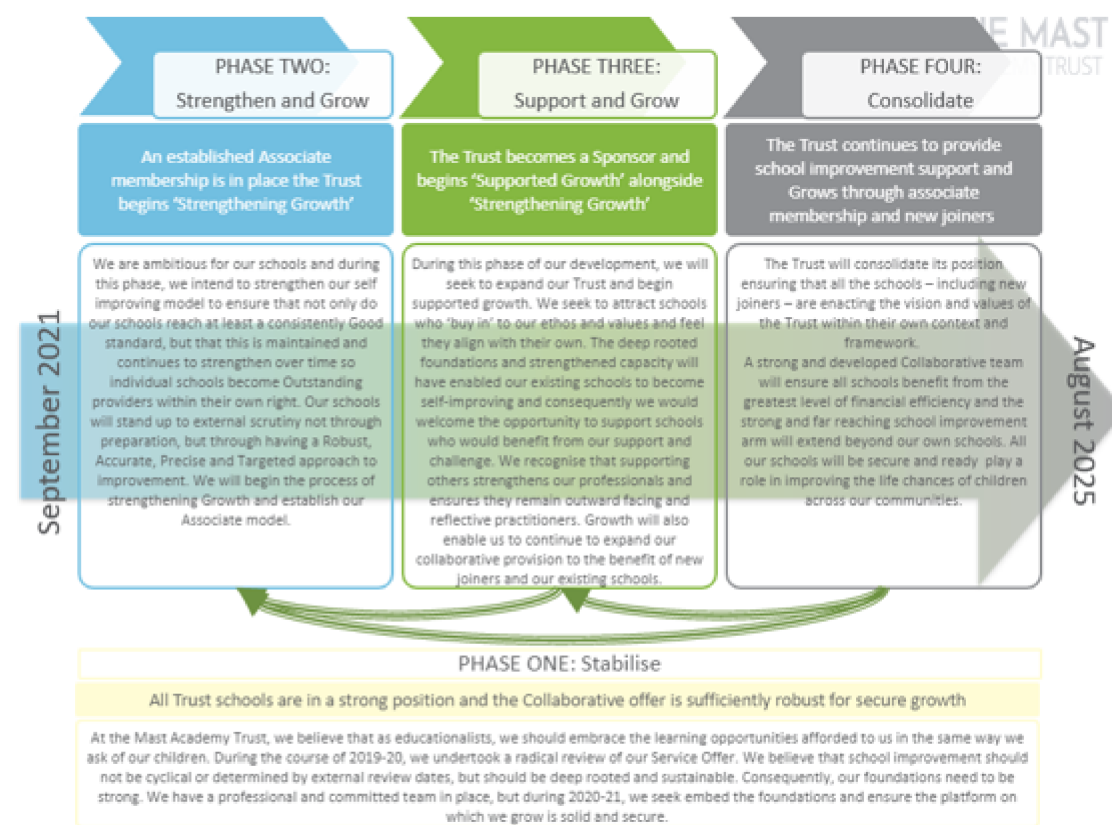 E MAST
TRUST
PHASE TWO:
Strengthen and Grow
PHASE THREE:
Support and Grow
PHASE FOUR:
Consolidate
An established Associate
membership is in place the Trust
begins ‘Strengthening Growth’
The Trust becomes a Sponsor and
begins ‘Supported Growth’ alongside
‘Strengthening Growth’
The Trust continues to provide
school improvement support and
Grows through associate
membership and new joiners
September 2021
We are ambitious for our schools and during
this phase, we intend to strengthen our self
improving model to ensure that not only do
our schools reach at least a consistently Good
standard, but that this is maintained and
continues to strengthen over time so
individual schools become Outstanding
providers within their own right. Our schools
will stand up to external scrutiny not through
preparation, but through having a Robust,
Accurate, Precise and Targeted approach to
improvement. We will begin the process of
strengthening Growth and establish our
Associate model.
During this phase of our development, we will
seek to expand our Trust and begin
supported growth. We seek to attract schools
who ‘buy in’ to our ethos and values and feel
they align with their own. The deep rooted
foundations and strengthened capacity will
have enabled our existing schools to become
self-improving and consequently we would
welcome the opportunity to support schools
who would benefit from our support and
challenge. We recognise that supporting
others strengthens our professionals and
ensures they remain outward facing and
reflective practitioners. Growth will also
enable us to continue to expand our
collaborative provision to the benefit of new
joiners and our existing schools.
The Trust will consolidate its position
ensuring that all the schools – including new
joiners – are enacting the vision and values of
the Trust within their own context and
framework.
A strong and developed Collaborative team
will ensure all schools benefit from the
greatest level of financial efficiency and the
strong and far reaching school improvement
arm will extend beyond our own schools. All
our schools will be secure and ready play a
role in improving the life chances of children
across our communities.
August 2025
PHASE ONE: Stabilise
All Trust schools are in a strong position and the Collaborative offer is sufficiently robust for secure growth
At the Mast Academy Trust, we believe that as educationalists, we should embrace the learning opportunities afforded to us in the same way we
ask of our children. During the course of 2019-20, we undertook a radical review of our Service Offer. We believe that school improvement should
not be cyclical or determined by external review dates, but should be deep rooted and sustainable. Consequently, our foundations need to be
strong. We have a professional and committed team in place, but during 2020-21, we seek embed the foundations and ensure the platform on
which we grow is solid and secure.